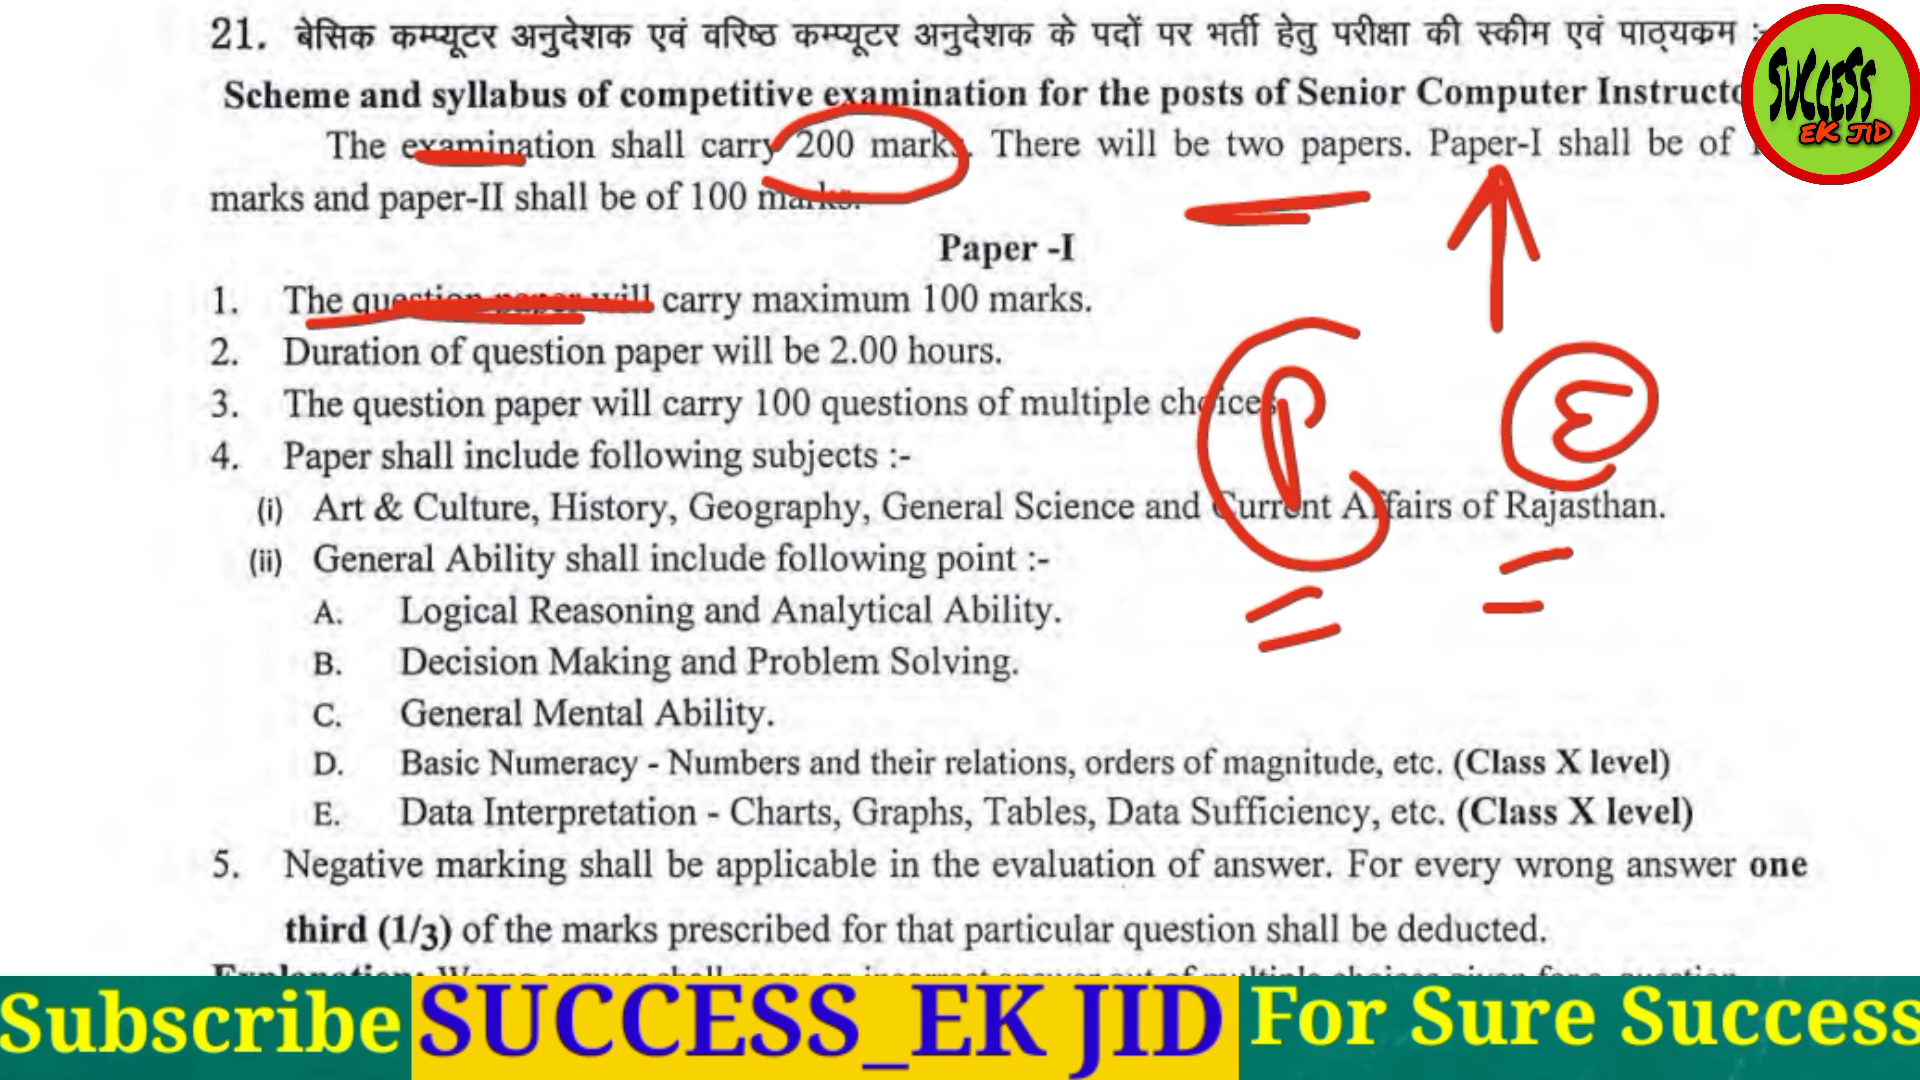 21. बेसिक कम्प्यूटर अनुदेशक एवं वरिष्ठ कम्प्यूटर अनुदेशक के पदों पर भर्ती हेतु परीक्षा की स्कीम एवं पाठ्यक्रम :-
Scheme and syllabus of competitive examination for the posts of Senior Computer
SUCCESS
EK JID
The examination shall carry 200 marks. There will be two papers. Paper-I shall be of
marks and paper-II shall be of 100 marks.
Paper -I
1. The question paper will carry maximum 100 marks.
2. Duration of question paper will be 2.00 hours.
3. The question paper will carry 100 questions of multiple choices
P
E
4. Paper shall include following subjects :-
(i) Art & Culture, History, Geography, General Science and Current Affairs of Rajasthan.
(ii) General Ability shall include following point :-
A. Logical Reasoning and Analytical Ability.
B. Decision Making and Problem Solving.
C. General Mental Ability.
D. Basic Numeracy - Numbers and their relations, orders of magnitude, etc. (Class X level)
E. Data Interpretation - Charts, Graphs, Tables, Data Sufficiency, etc. (Class X level)
5. Negative marking shall be applicable in the evaluation of answer. For every wrong answer one
third (1/3) of the marks prescribed for that particular question shall be deducted.
Subscribe SUCCESS_EK JID For Sure Success